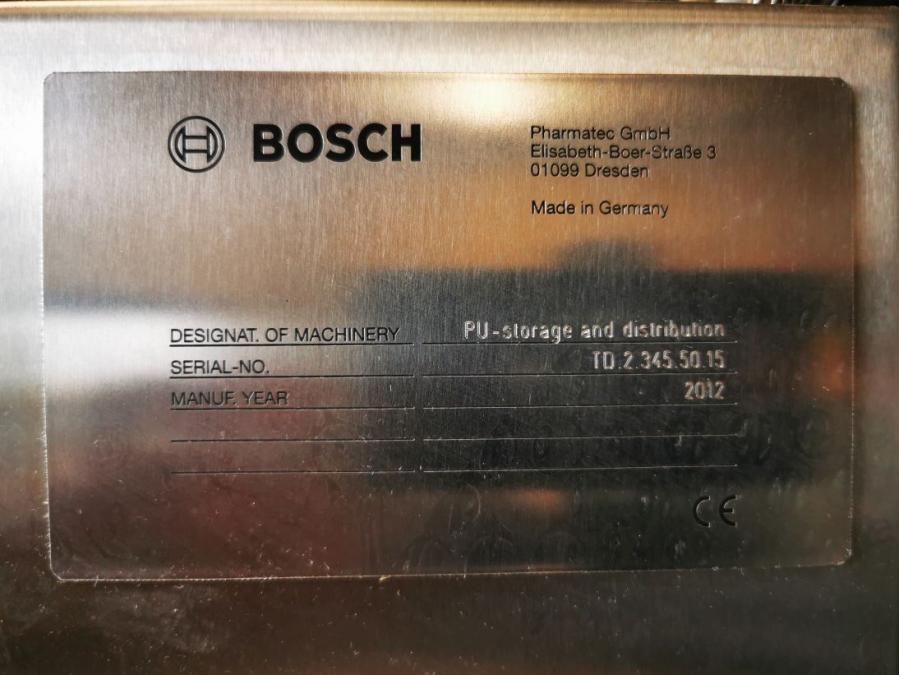 BOSCH
Pharmatec GmbH
Elisabeth-Boer-Straße 3
01099 Dresden
Made in Germany
DESIGNAT. OF MACHINERY PU-storage and distribution
SERIAL-NO. TD.2.345.50.15
MANUF. YEAR 2012
CE